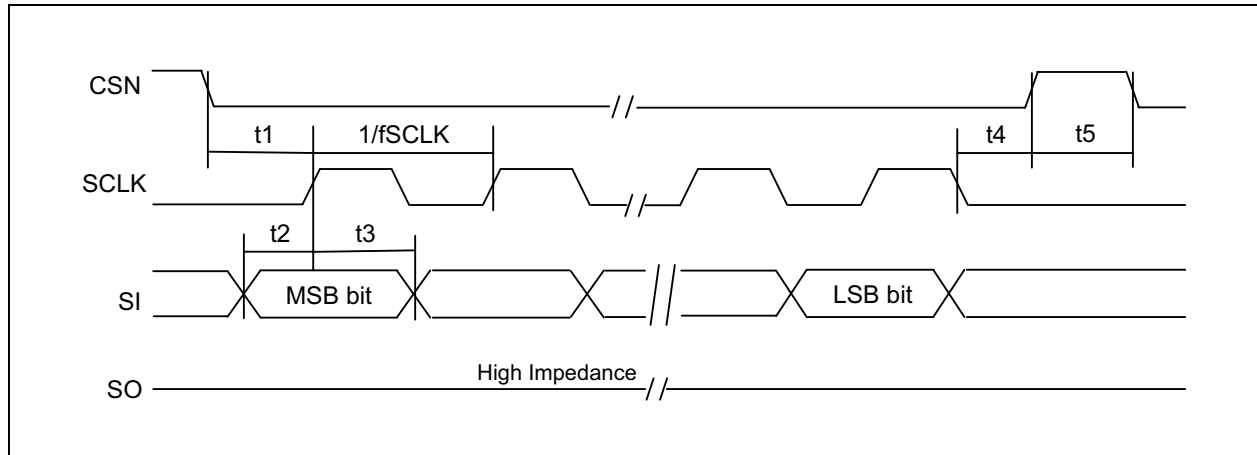 CSN
t1 1/fSCLK t4 t5
SCLK
t2 t3
SI MSB bit LSB bit
High Impedance
SO